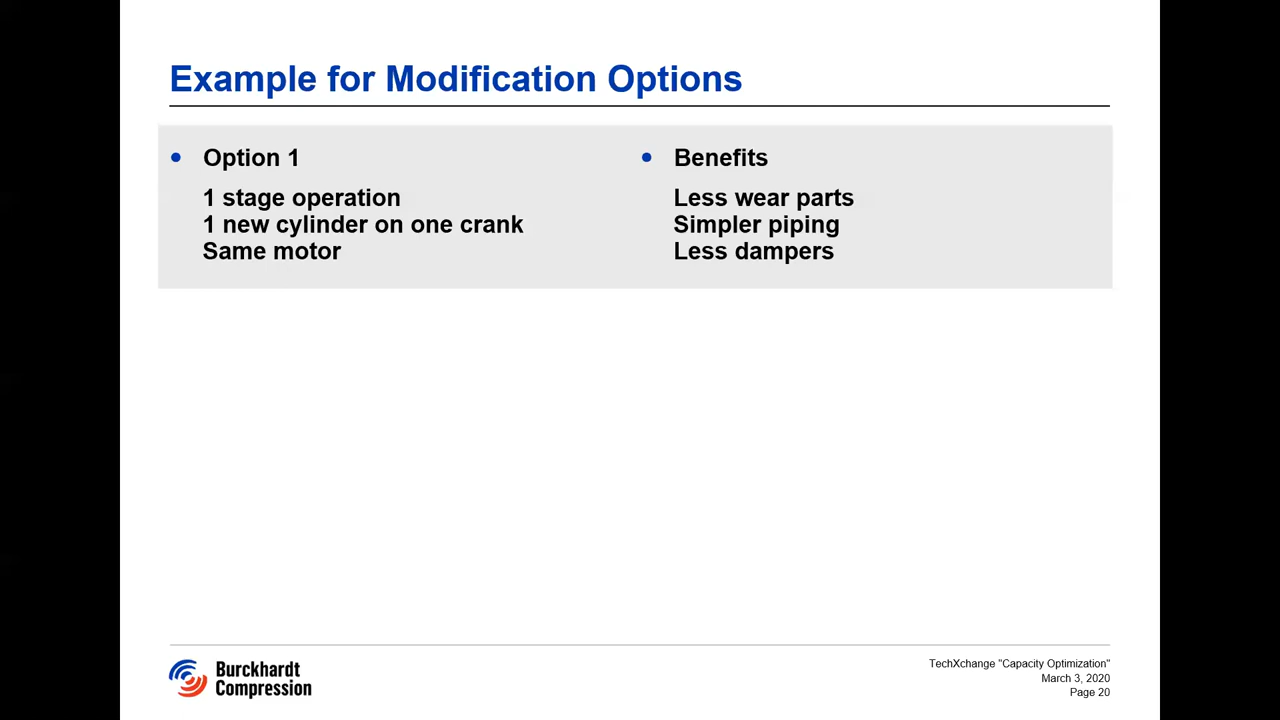 Example for Modification Options
Option 1
1 stage operation
1 new cylinder on one crank
Same motor
Benefits
Less wear parts
Simpler piping
Less dampers
Burckhardt
Compression
TechXchange "Capacity Optimization"
March 3, 2020
Page 20